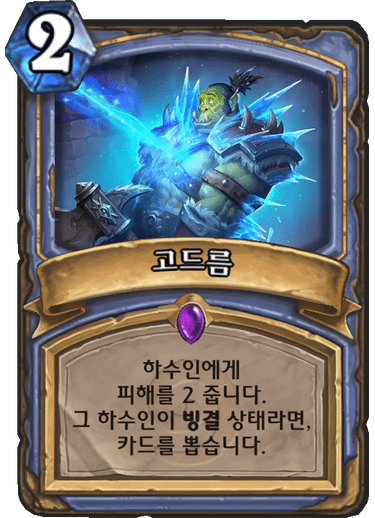 2
고드름
하수인에게
피해를 2 줍니다.
그 하수인이 빙결 상태라면,
카드를 뽑습니다.